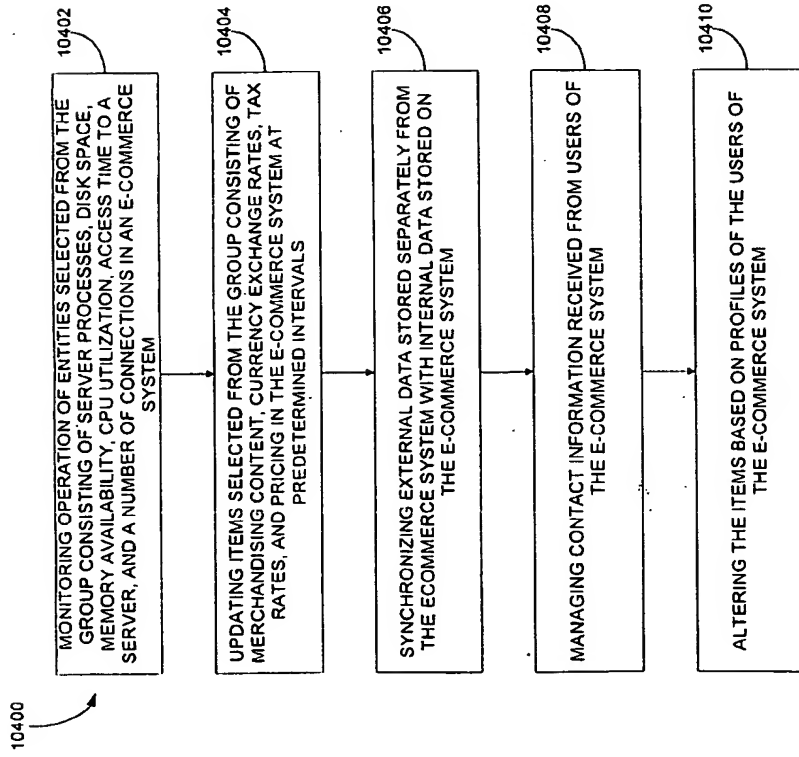 10400
10402
MONITORING OPERATION OF ENTITIES SELECTED FROM THE
GROUP CONSISTING OF SERVER PROCESSES, DISK SPACE,
MEMORY AVAILABILITY, CPU UTILIZATION, ACCESS TIME TO A
SERVER, AND A NUMBER OF CONNECTIONS IN AN E-COMMERCE
SYSTEM
10404
UPDATING ITEMS SELECTED FROM THE GROUP CONSISTING OF
MERCHANDISING CONTENT, CURRENCY EXCHANGE RATES, TAX
RATES, AND PRICING IN THE E-COMMERCE SYSTEM AT
PREDETERMINED INTERVALS
10406
SYNCHRONIZING EXTERNAL DATA STORED SEPARATELY FROM
THE ECOMMERCE SYSTEM WITH INTERNAL DATA STORED ON
THE E-COMMERCE SYSTEM
10408
MANAGING CONTACT INFORMATION RECEIVED FROM USERS OF
THE E-COMMERCE SYSTEM
10410
ALTERING THE ITEMS BASED ON PROFILES OF THE USERS OF
THE E-COMMERCE SYSTEM